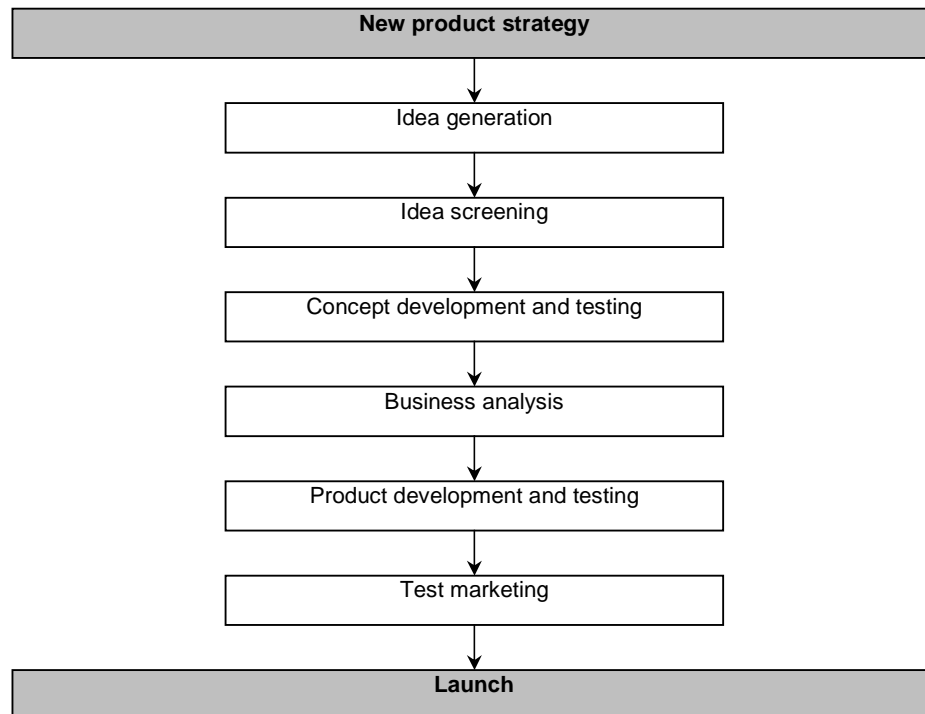 New product strategy
Idea generation
Idea screening
Concept development and testing
Business analysis
Product development and testing
Test marketing
Launch